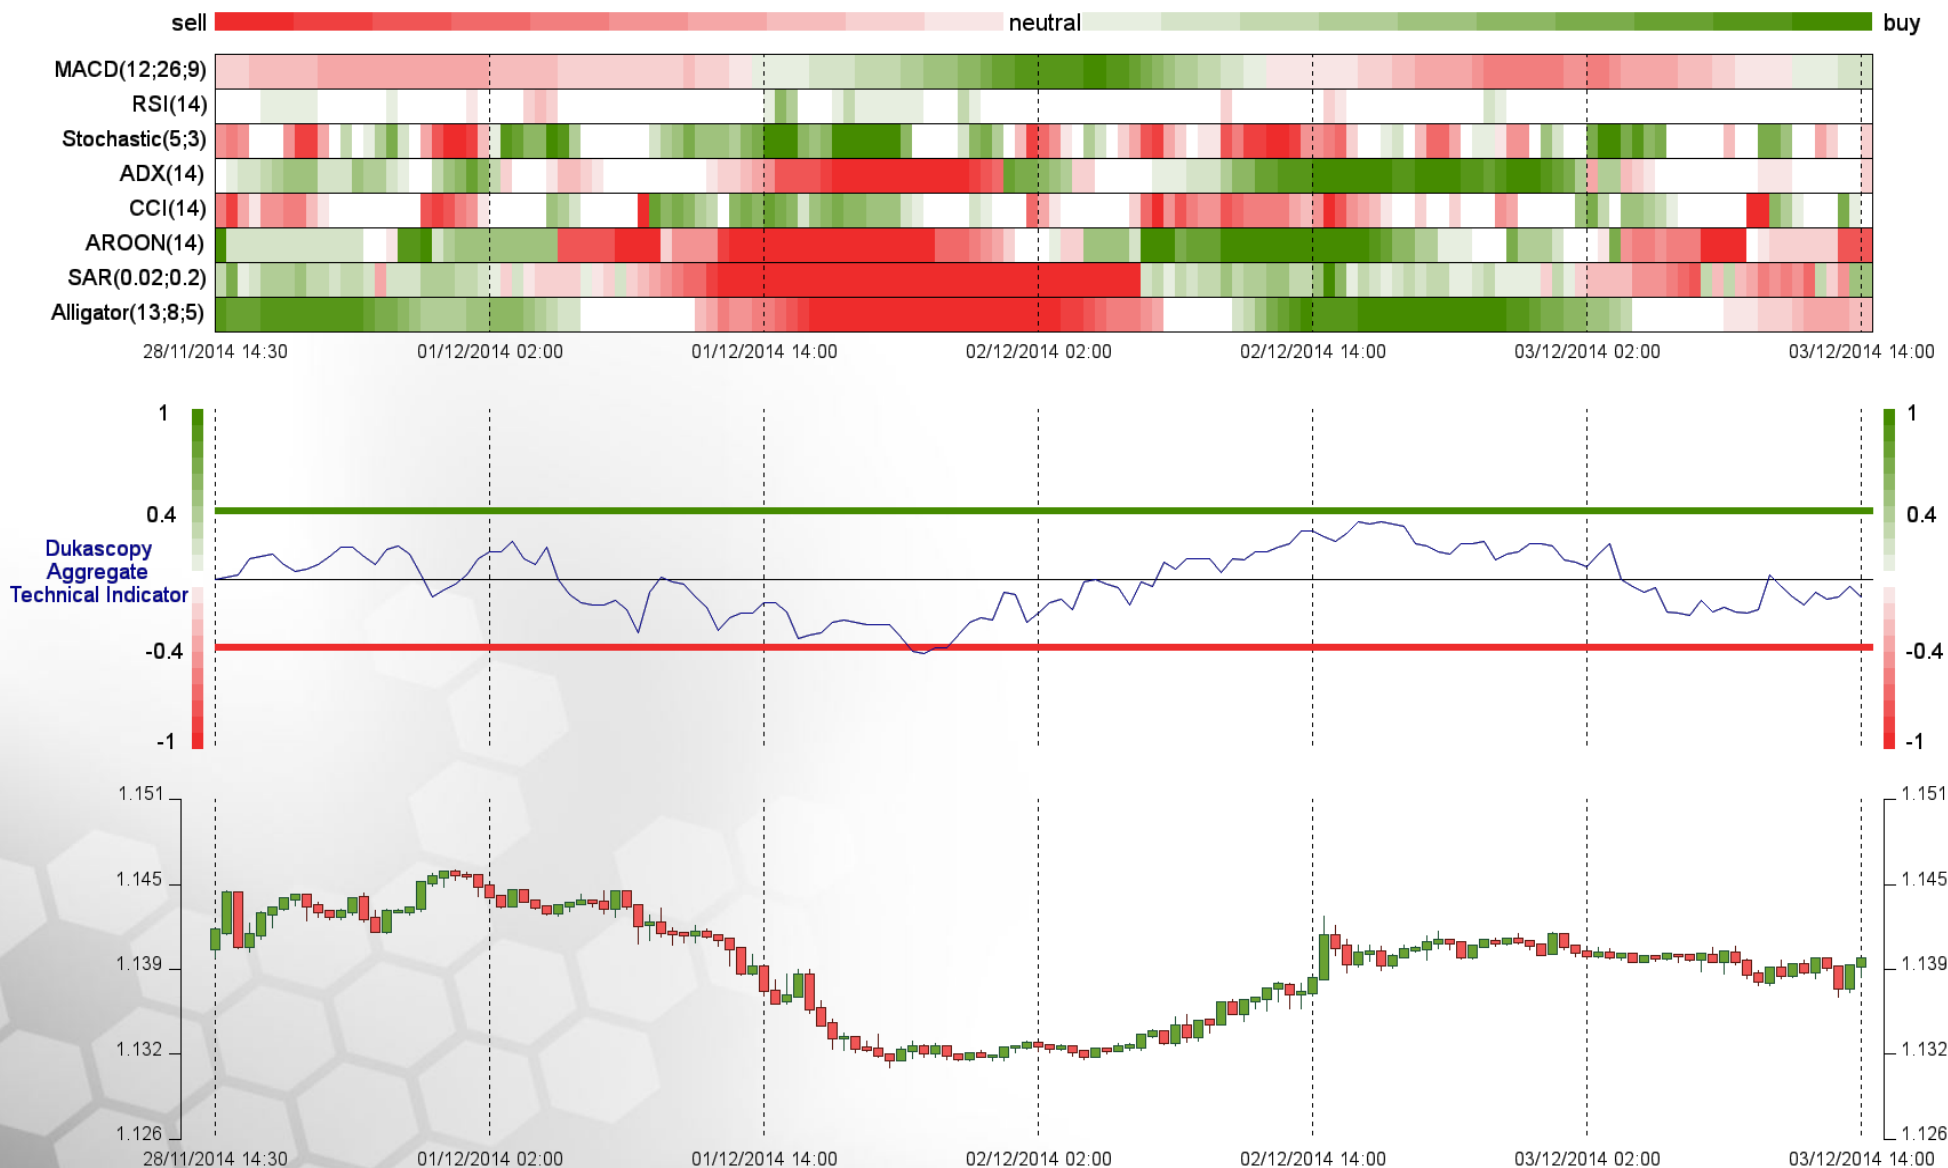 sell neutral buy
MACD(12;26;9)
RSI(14)
Stochastic(5;3)
ADX(14)
CCI(14)
AROON(14)
SAR(0.02;0.2)
Alligator(13;8;5)
28/11/2014 14:30 01/12/2014 02:00 01/12/2014 14:00 02/12/2014 02:00 02/12/2014 14:00 03/12/2014 02:00 03/12/2014 14:00
1 1
0.4 0.4
Dukascopy
Aggregate
Technical Indicator
-0.4 -0.4
-1 -1
1.151 1.151
1.145 1.145
1.139 1.139
1.132 1.132
1.126 1.126
28/11/2014 14:30 01/12/2014 02:00 01/12/2014 14:00 02/12/2014 02:00 02/12/2014 14:00 03/12/2014 02:00 03/12/2014 14:00